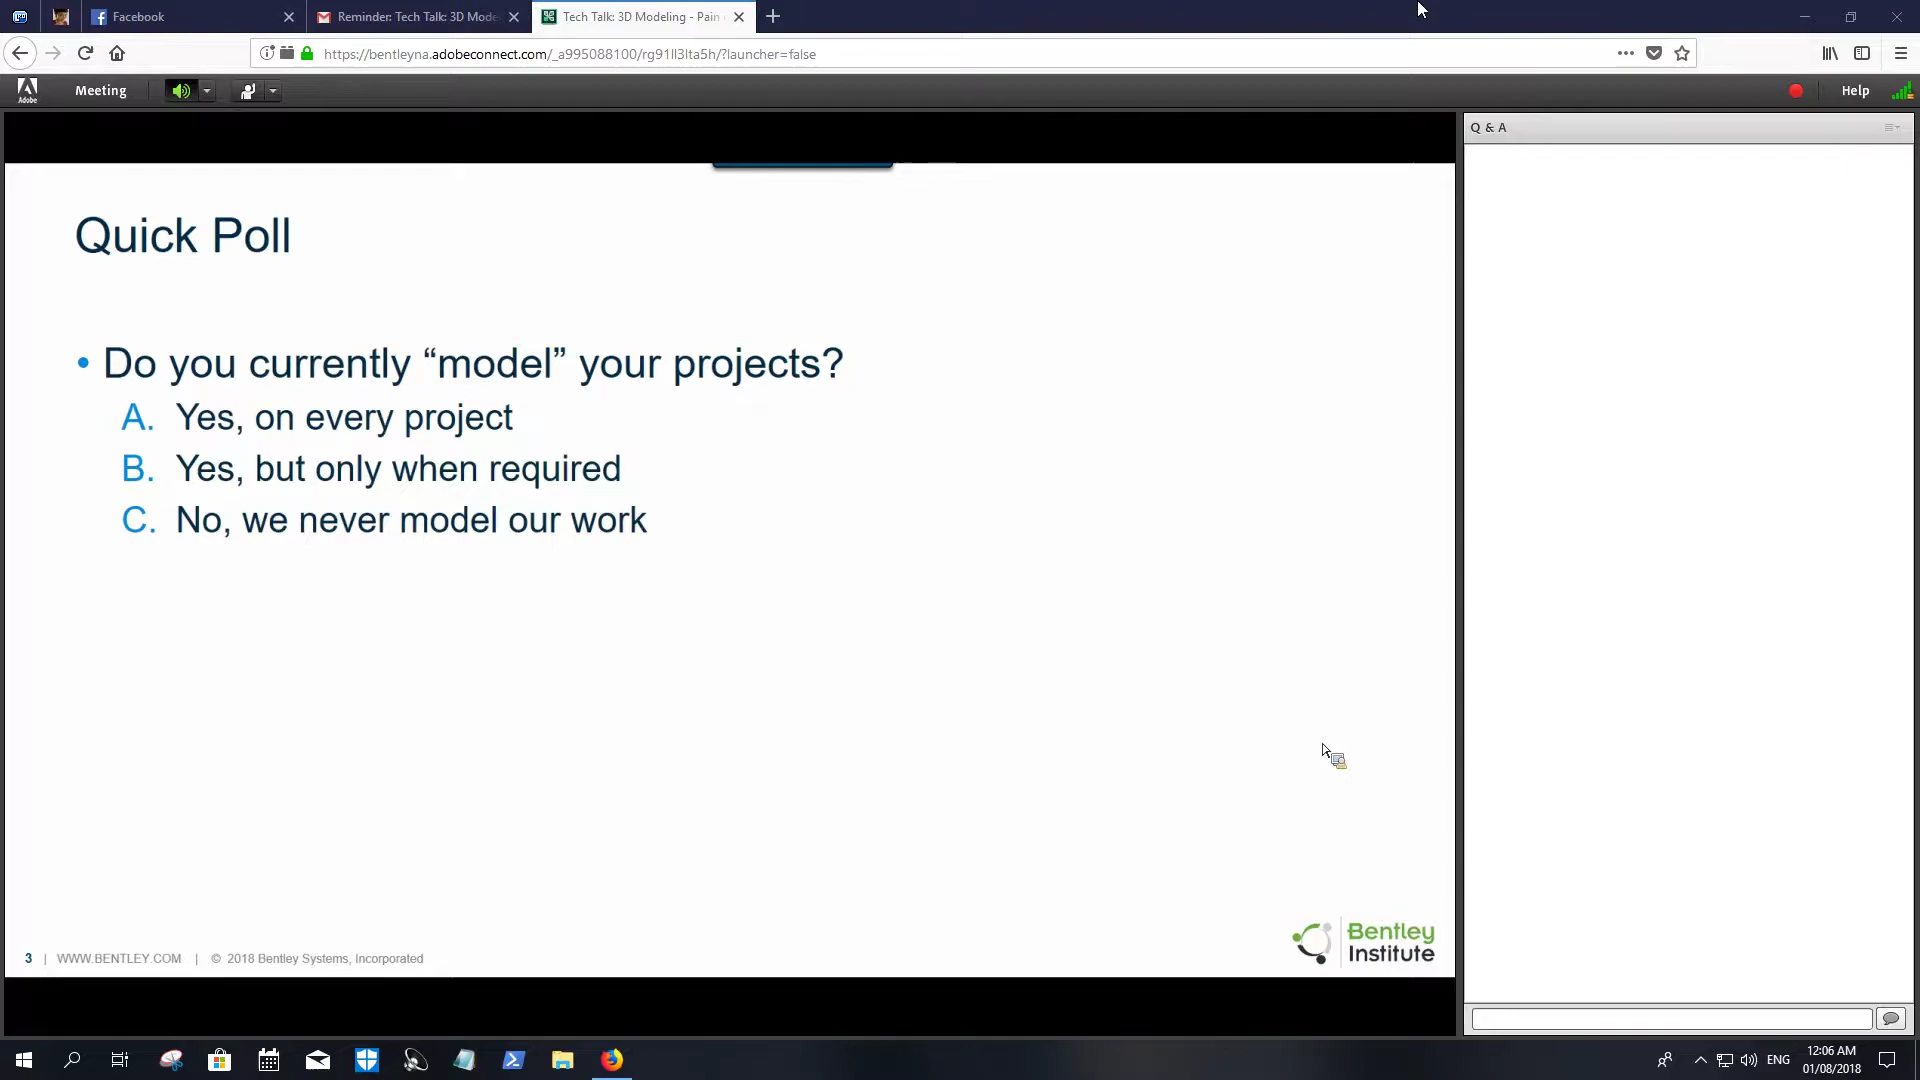 Facebook
Reminder: Tech Talk: 3D Mode
Tech Talk: 3D Modeling - Pain
https://bentleyna.adobeconnect.com/_a995088100/rg91ll3lta5h/?launcher=false
Adobe
Meeting
Help
Q & A
Quick Poll
• Do you currently “model” your projects?
A. Yes, on every project
B. Yes, but only when required
C. No, we never model our work
3 | WWW.BENTLEY.COM | © 2018 Bentley Systems, Incorporated
Bentley
Institute
ENG
12:06 AM
01/08/2018